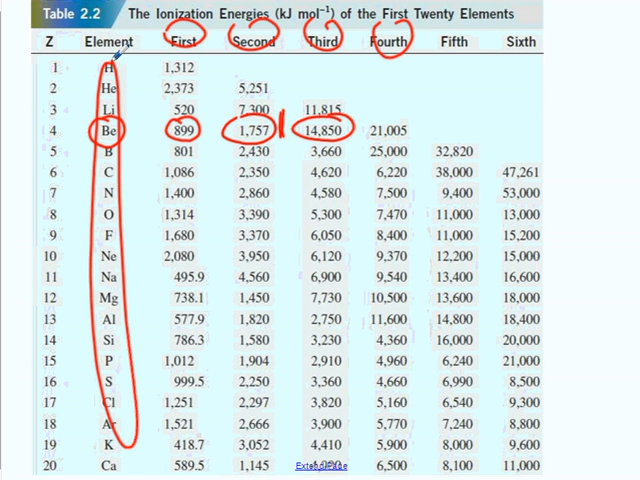 Table 2.2 The Ionization Energies (kJ mol⁻¹) of the First Twenty Elements
Z Element First Second Third Fourth Fifth Sixth
1 H 1,312
2 He 2,373 5,251
3 Li 520 7,300 11,815
4 Be 899 1,757 14,850 21,005
5 B 801 2,430 3,660 25,000 32,820
6 C 1,086 2,350 4,620 6,220 38,000 47,261
7 N 1,400 2,860 4,580 7,500 9,400 53,000
8 O 1,314 3,390 5,300 7,470 11,000 13,000
9 F 1,680 3,370 6,050 8,400 11,000 15,200
10 Ne 2,080 3,950 6,120 9,370 12,200 15,000
11 Na 495.9 4,560 6,900 9,540 13,400 16,600
12 Mg 738.1 1,450 7,730 10,500 13,600 18,000
13 Al 577.9 1,820 2,750 11,600 14,800 18,400
14 Si 786.3 1,580 3,230 4,360 16,000 20,000
15 P 1,012 1,904 2,910 4,960 6,240 21,000
16 S 999.5 2,250 3,360 4,660 6,990 8,500
17 Cl 1,251 2,297 3,820 5,160 6,540 9,300
18 Ar 1,521 2,666 3,900 5,770 7,240 8,800
19 K 418.7 3,052 4,410 5,900 8,000 9,600
20 Ca 589.5 1,145 Extend Page 6,500 8,100 11,000